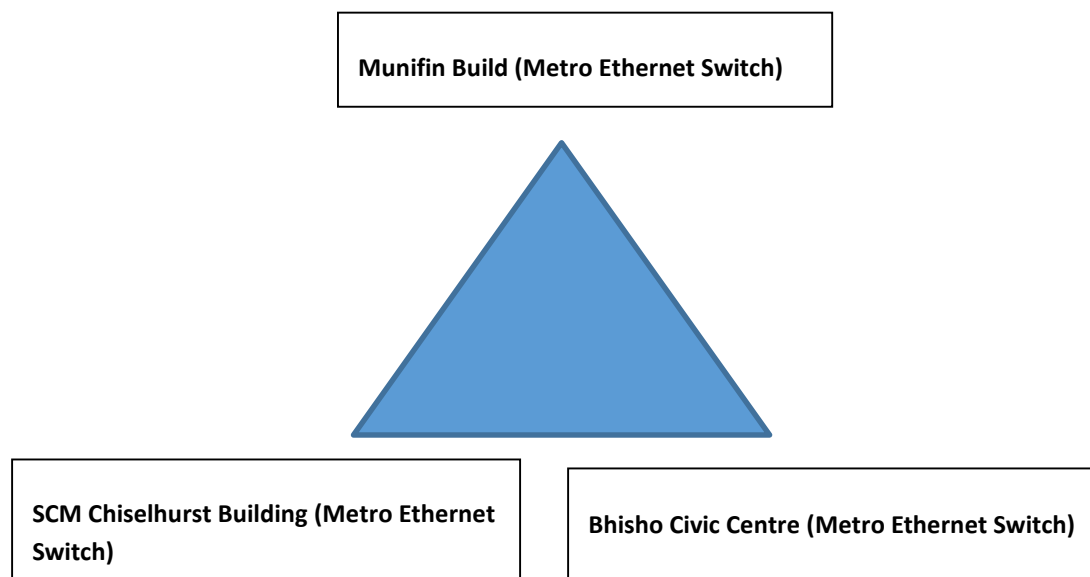 Munifin Build (Metro Ethernet Switch)
SCM Chiselhurst Building (Metro Ethernet
Switch)
Bhisho Civic Centre (Metro Ethernet Switch)